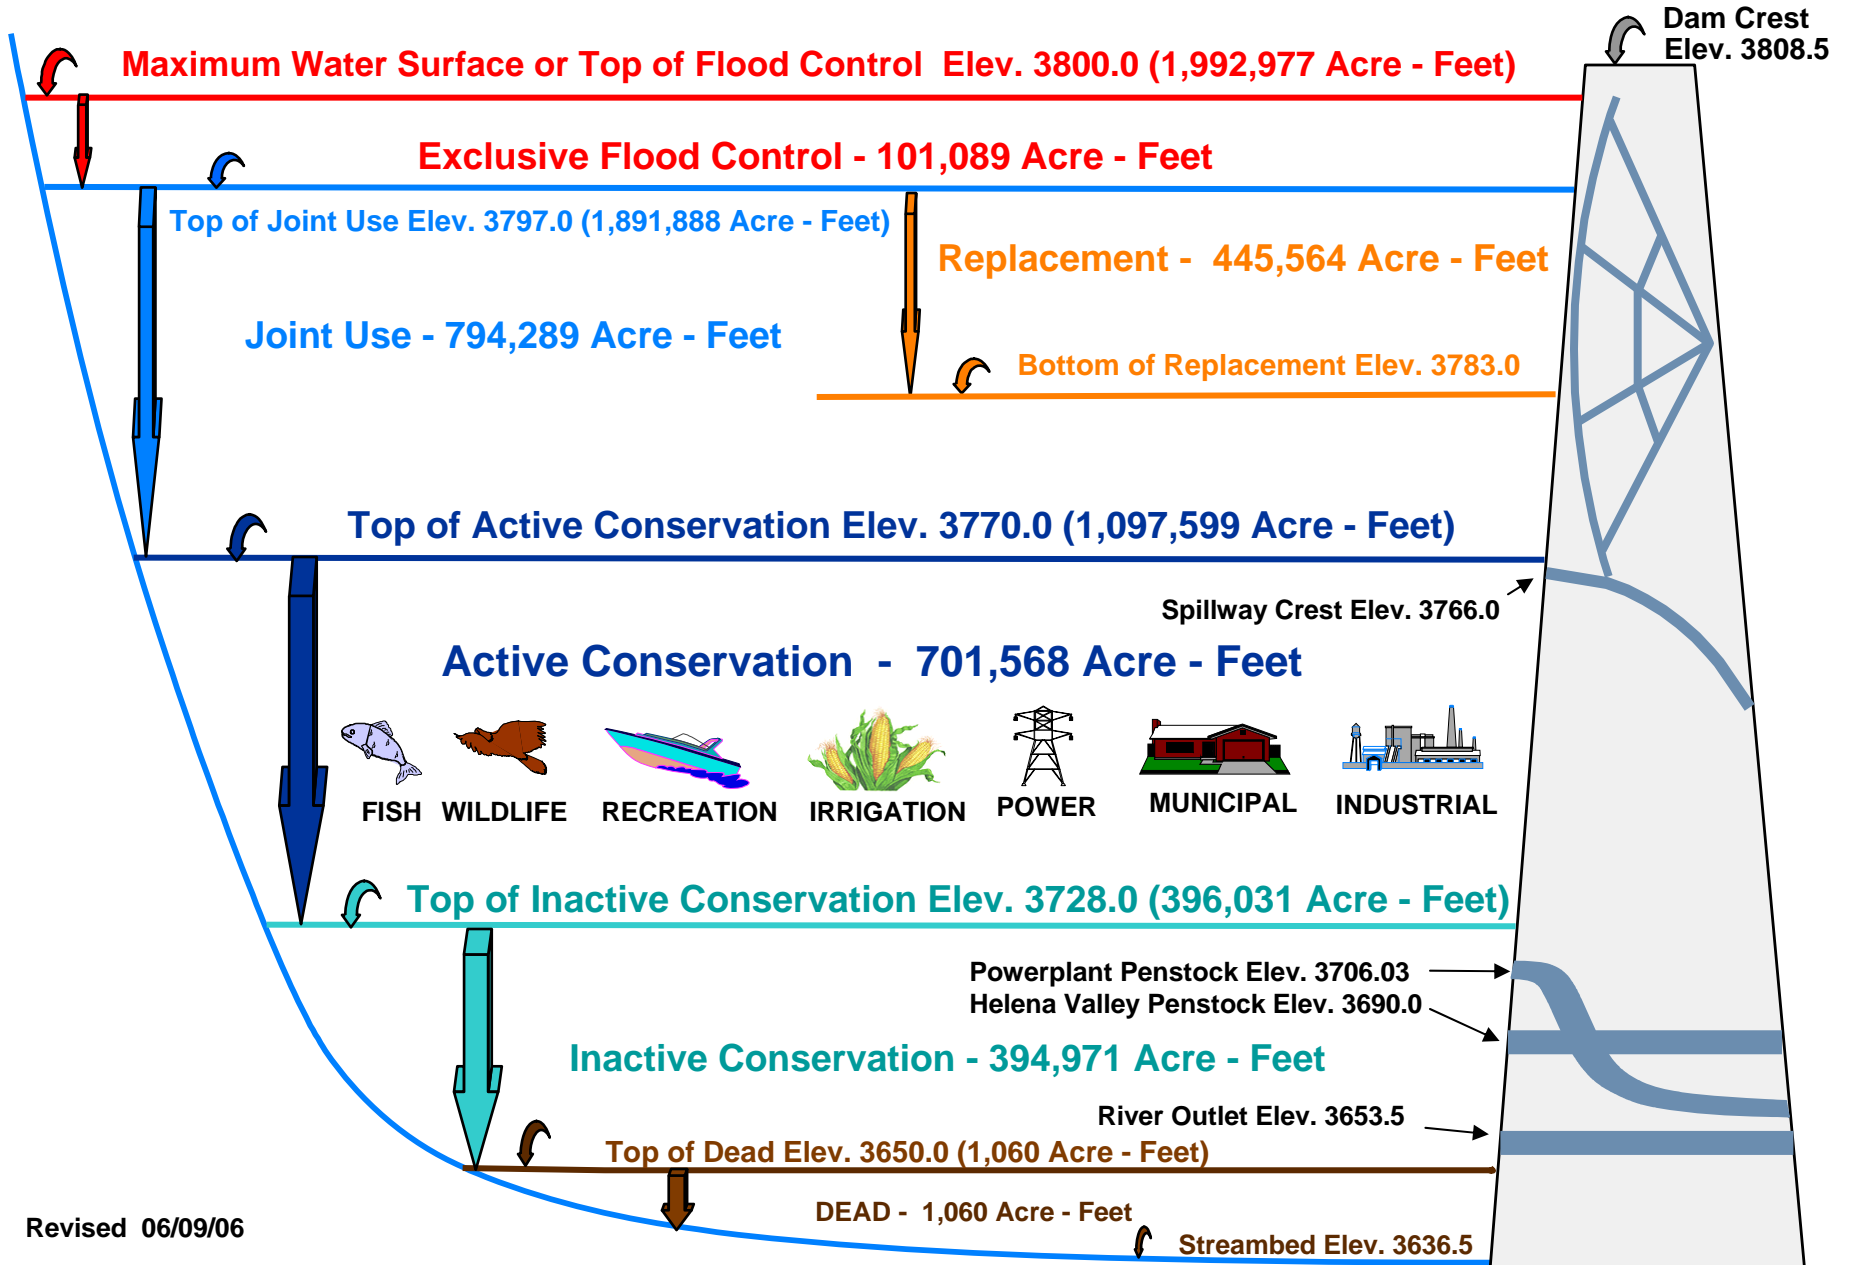 Dam Crest
Elev. 3808.5
Maximum Water Surface or Top of Flood Control Elev. 3800.0 (1,992,977 Acre - Feet)
Exclusive Flood Control - 101,089 Acre - Feet
Top of Joint Use Elev. 3797.0 (1,891,888 Acre - Feet)
Replacement - 445,564 Acre - Feet
Joint Use - 794,289 Acre - Feet
Bottom of Replacement Elev. 3783.0
Top of Active Conservation Elev. 3770.0 (1,097,599 Acre - Feet)
Spillway Crest Elev. 3766.0
Active Conservation - 701,568 Acre - Feet
FISH WILDLIFE RECREATION IRRIGATION POWER MUNICIPAL INDUSTRIAL
Top of Inactive Conservation Elev. 3728.0 (396,031 Acre - Feet)
Powerplant Penstock Elev. 3706.03
Helena Valley Penstock Elev. 3690.0
Inactive Conservation - 394,971 Acre - Feet
River Outlet Elev. 3653.5
Top of Dead Elev. 3650.0 (1,060 Acre - Feet)
DEAD - 1,060 Acre - Feet
Revised 06/09/06
Streambed Elev. 3636.5